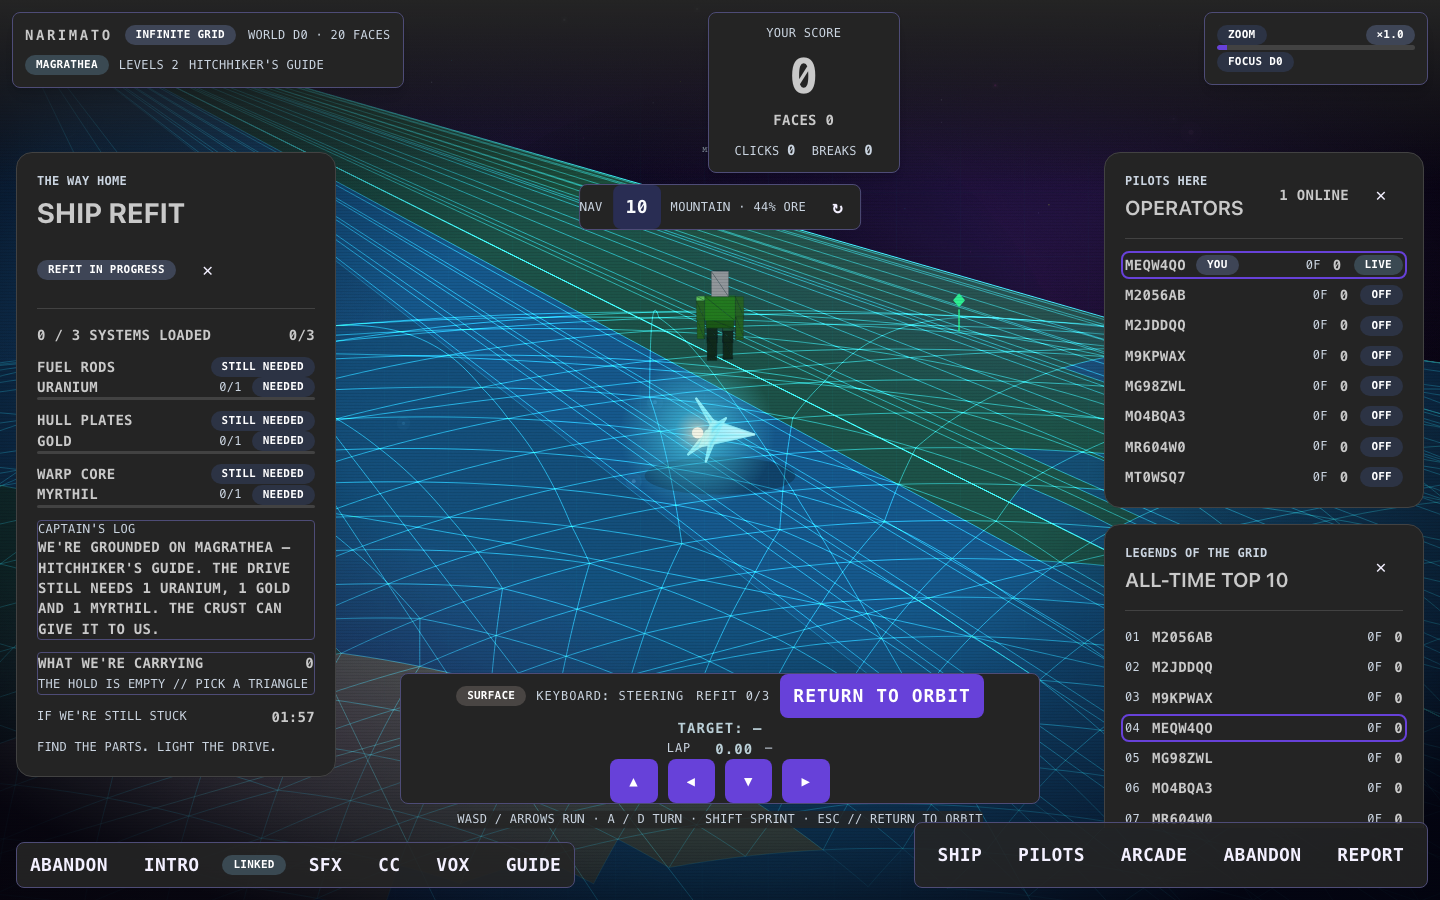 NARIMATO INFINITE GRID WORLD D0 · 20 FACES
MAGRATHEA LEVELS 2 HITCHHIKER'S GUIDE
YOUR SCORE
0
FACES 0
CLICKS 0 BREAKS 0
ZOOM ×1.0
FOCUS D0
NAV 10 MOUNTAIN · 44% ORE ↻
THE WAY HOME
SHIP REFIT
REFIT IN PROGRESS ×
0 / 3 SYSTEMS LOADED 0/3
FUEL RODS STILL NEEDED
URANIUM 0/1 NEEDED
HULL PLATES STILL NEEDED
GOLD 0/1 NEEDED
WARP CORE STILL NEEDED
MYRTHIL 0/1 NEEDED
CAPTAIN'S LOG
WE'RE GROUNDED ON MAGRATHEA —
HITCHHIKER'S GUIDE. THE DRIVE
STILL NEEDS 1 URANIUM, 1 GOLD
AND 1 MYRTHIL. THE CRUST CAN
GIVE IT TO US.
WHAT WE'RE CARRYING 0
THE HOLD IS EMPTY // PICK A TRIANGLE
IF WE'RE STILL STUCK 01:57
FIND THE PARTS. LIGHT THE DRIVE.
PILOTS HERE
OPERATORS 1 ONLINE ×
MEQW4QO YOU 0F 0 LIVE
M2056AB 0F 0 OFF
M2JDDQQ 0F 0 OFF
M9KPWAX 0F 0 OFF
MG98ZWL 0F 0 OFF
MO4BQA3 0F 0 OFF
MR604W0 0F 0 OFF
MT0WSQ7 0F 0 OFF
LEGENDS OF THE GRID
ALL-TIME TOP 10 ×
01 M2056AB 0F 0
02 M2JDDQQ 0F 0
03 M9KPWAX 0F 0
04 MEQW4QO 0F 0
05 MG98ZWL 0F 0
06 MO4BQA3 0F 0
07 MR604W0 0F 0
SURFACE KEYBOARD: STEERING REFIT 0/3 RETURN TO ORBIT
TARGET: —
LAP 0.00 —
▲ ◀ ▼ ▶
WASD / ARROWS RUN · A / D TURN · SHIFT SPRINT · ESC // RETURN TO ORBIT
ABANDON INTRO LINKED SFX CC VOX GUIDE
SHIP PILOTS ARCADE ABANDON REPORT